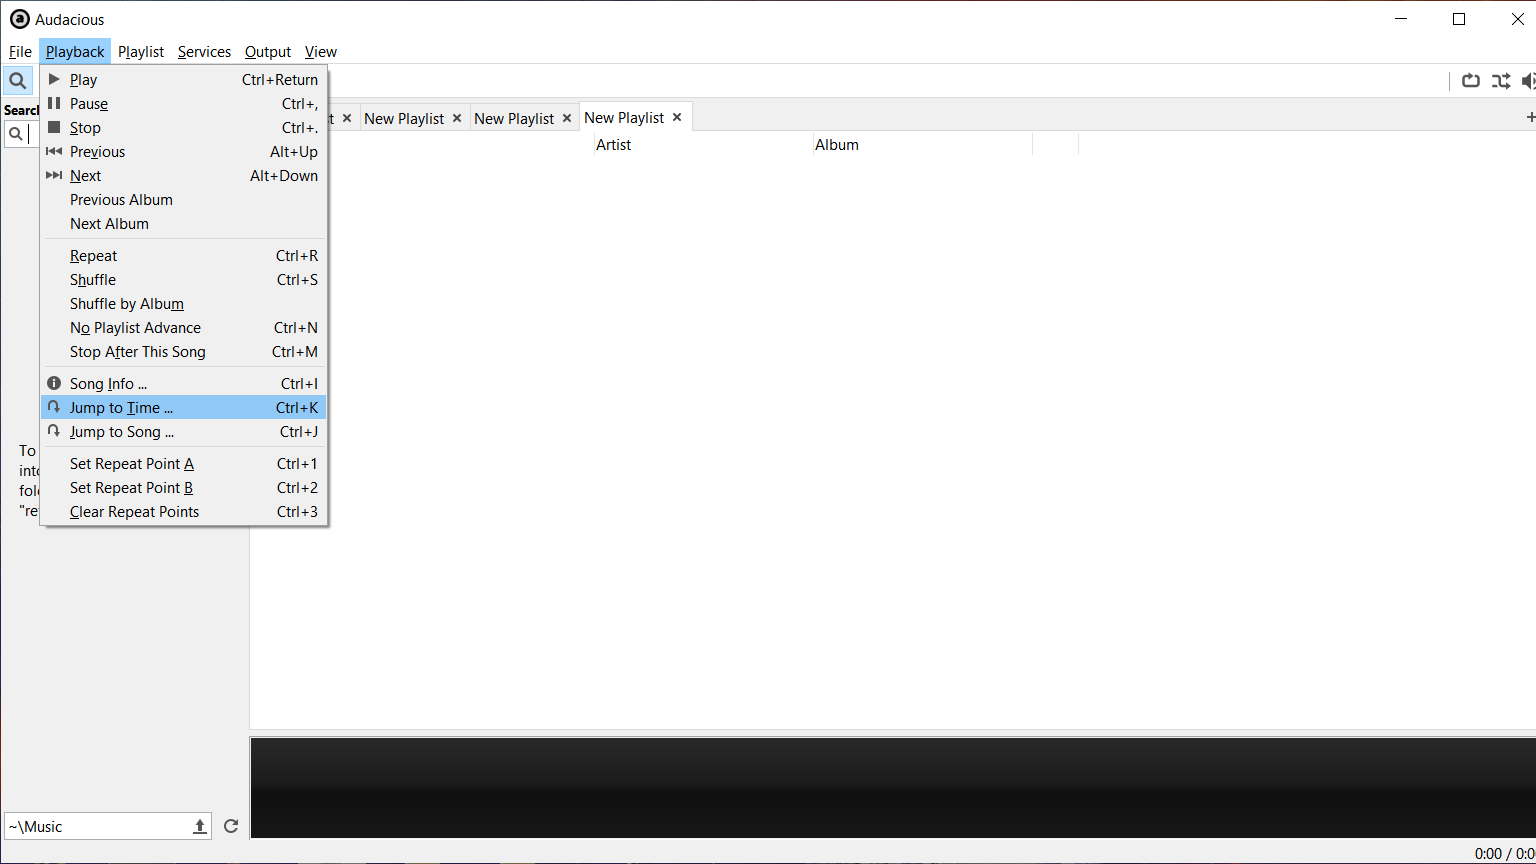 Audacious
File Playback Playlist Services Output View
Play Ctrl+Return
Pause Ctrl+,
Stop Ctrl+.
Previous Alt+Up
Next Alt+Down
Previous Album
Next Album
Repeat Ctrl+R
Shuffle Ctrl+S
Shuffle by Album
No Playlist Advance Ctrl+N
Stop After This Song Ctrl+M
Song Info ... Ctrl+I
Jump to Time ... Ctrl+K
Jump to Song ... Ctrl+J
Set Repeat Point A Ctrl+1
Set Repeat Point B Ctrl+2
Clear Repeat Points Ctrl+3
New Playlist New Playlist New Playlist
Artist Album
To
~\Music
0:00 / 0:0